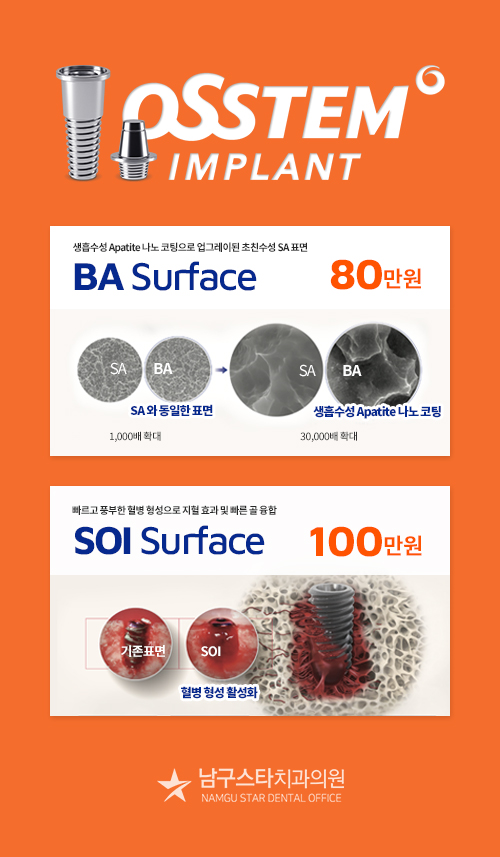 OSSTEM
IMPLANT
생흡수성 Apatite 나노 코팅으로 업그레이된 초친수성 SA 표면
BA Surface 80만원
SA BA SA BA
SA 와 동일한 표면 생흡수성 Apatite 나노 코팅
1,000배 확대 30,000배 확대
빠르고 풍부한 혈병 형성으로 지혈 효과 및 빠른 골 융합
SOI Surface 100만원
기존표면 SOI
혈병 형성 활성화
남구스타치과의원
NAMGU STAR DENTAL OFFICE